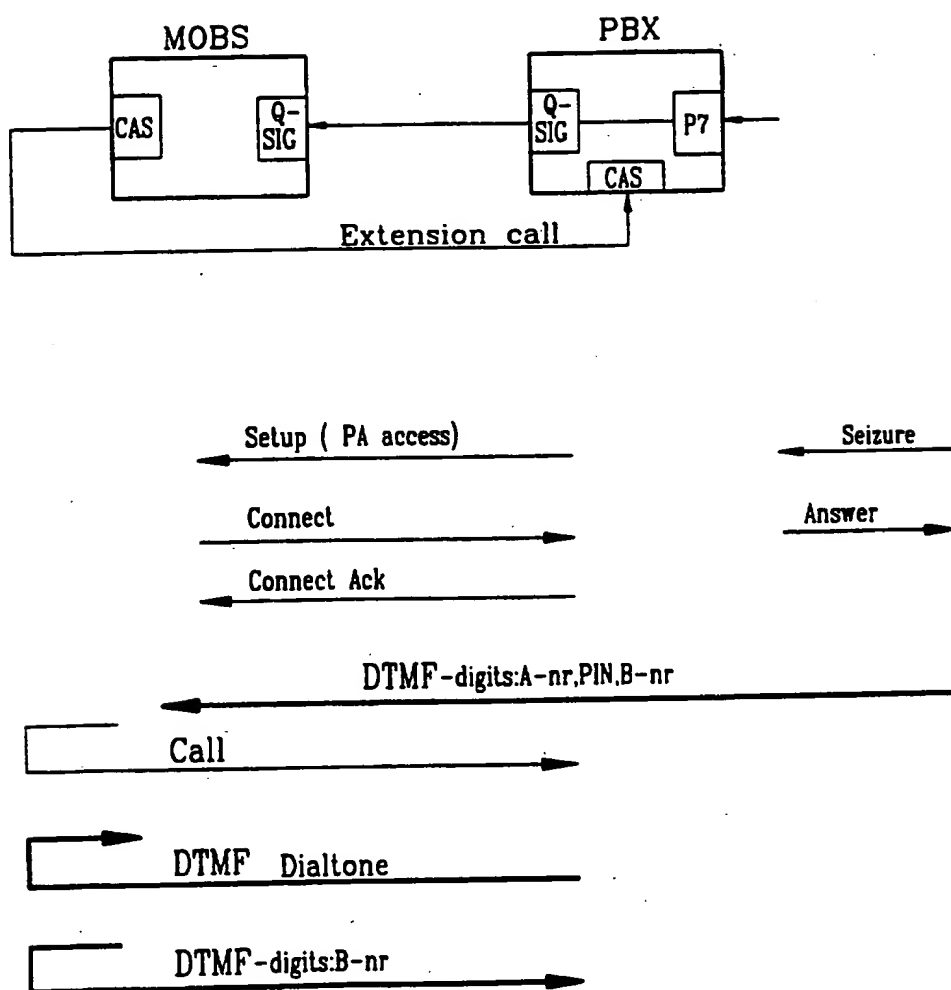 MOBS
PBX
CAS
Q-
SIG
Q-
SIG
P7
CAS
Extension call
Setup ( PA access)
Seizure
Connect
Answer
Connect Ack
DTMF-digits:A-nr,PIN,B-nr
Call
DTMF Dialtone
DTMF-digits:B-nr